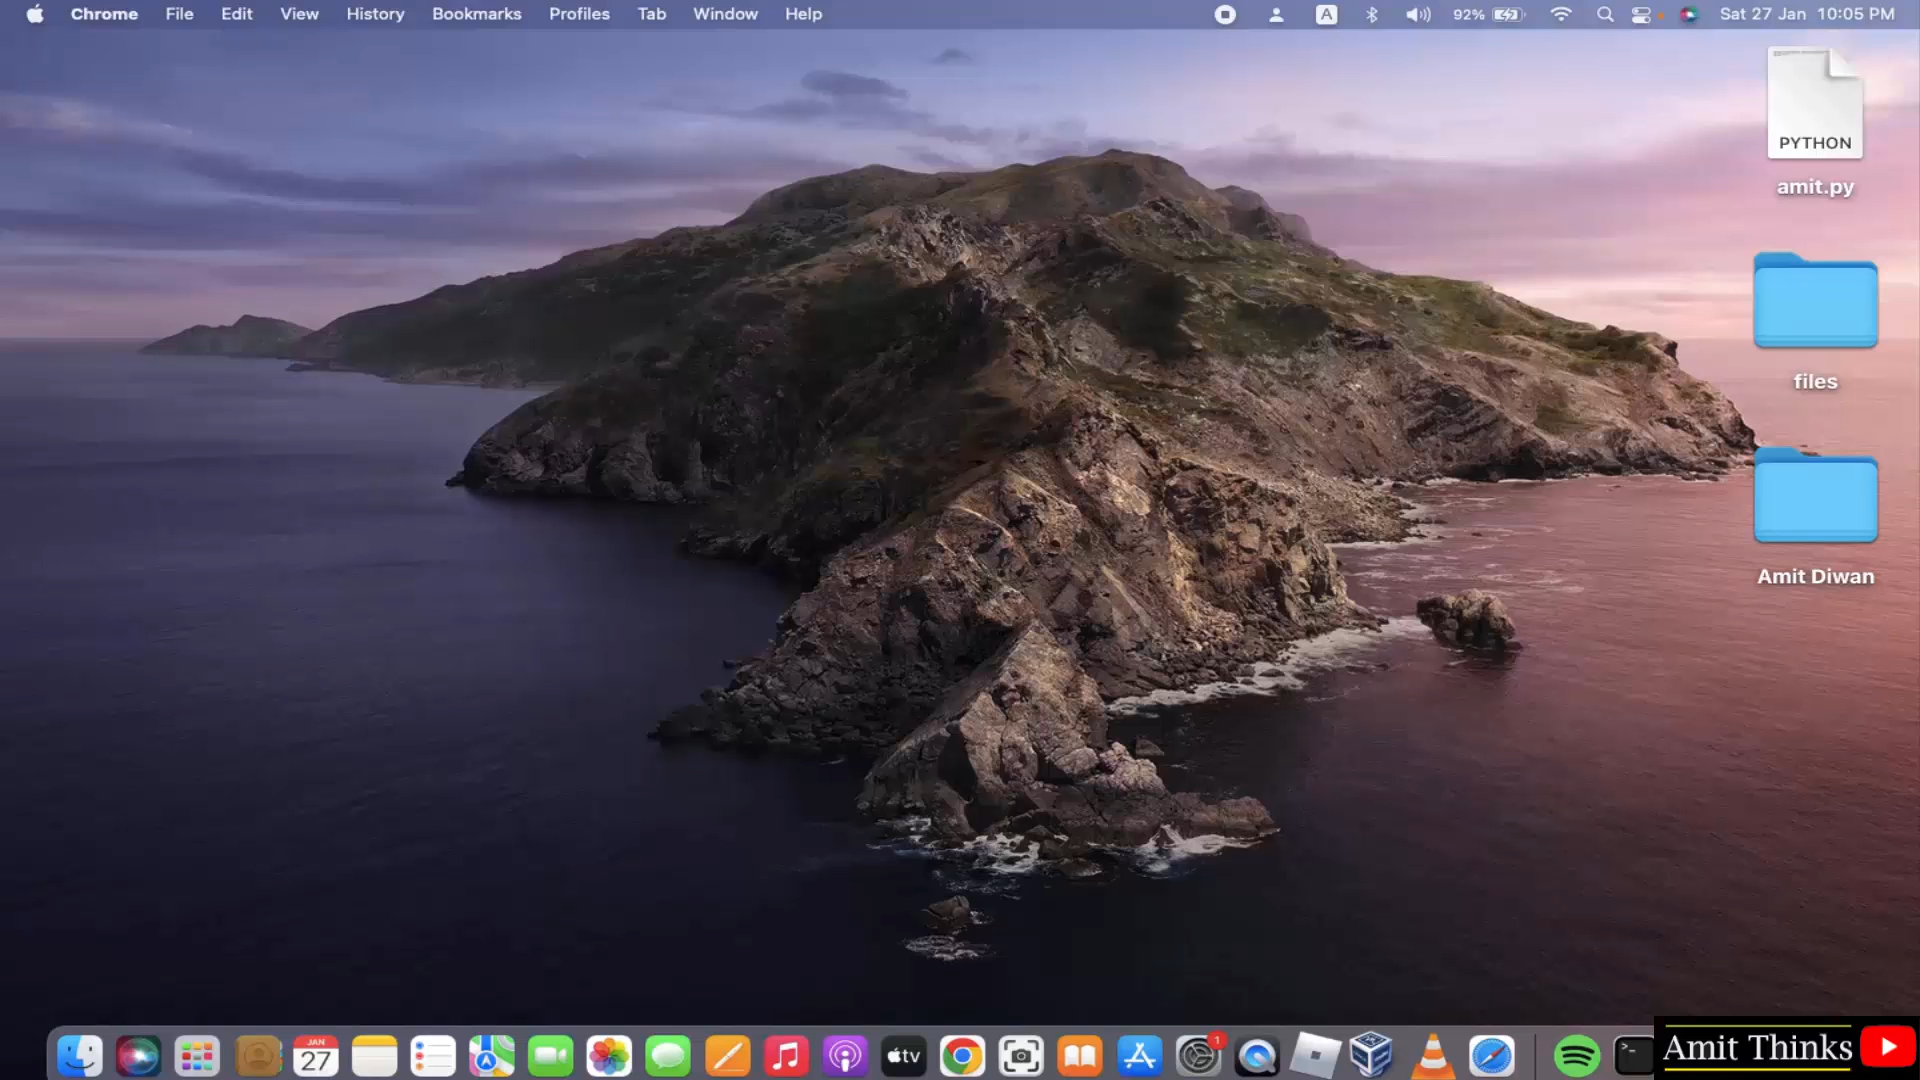 Chrome File Edit View History Bookmarks Profiles Tab Window Help A 92% Sat 27 Jan 10:05 PM
PYTHON
amit.py
files
Amit Diwan
JAN
27
tv
1
>-
Amit Thinks